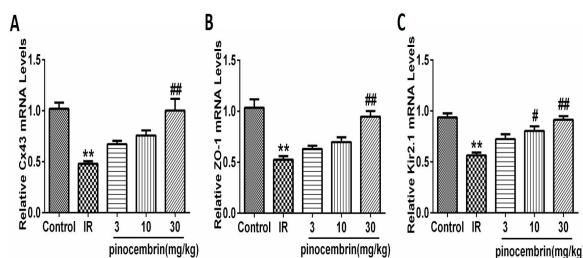 A
Relative Cx43 mRNA Levels
1.5
1.0
0.5
0.0
**
##
Control IR 3 10 30
pinocembrin(mg/kg)
B
Relative ZO-1 mRNA Levels
1.5
1.0
0.5
0.0
**
##
Control IR 3 10 30
pinocembrin(mg/kg)
C
Relative Kir2.1 mRNA Levels
1.5
1.0
0.5
0.0
**
#
##
Control IR 3 10 30
pinocembrin(mg/kg)